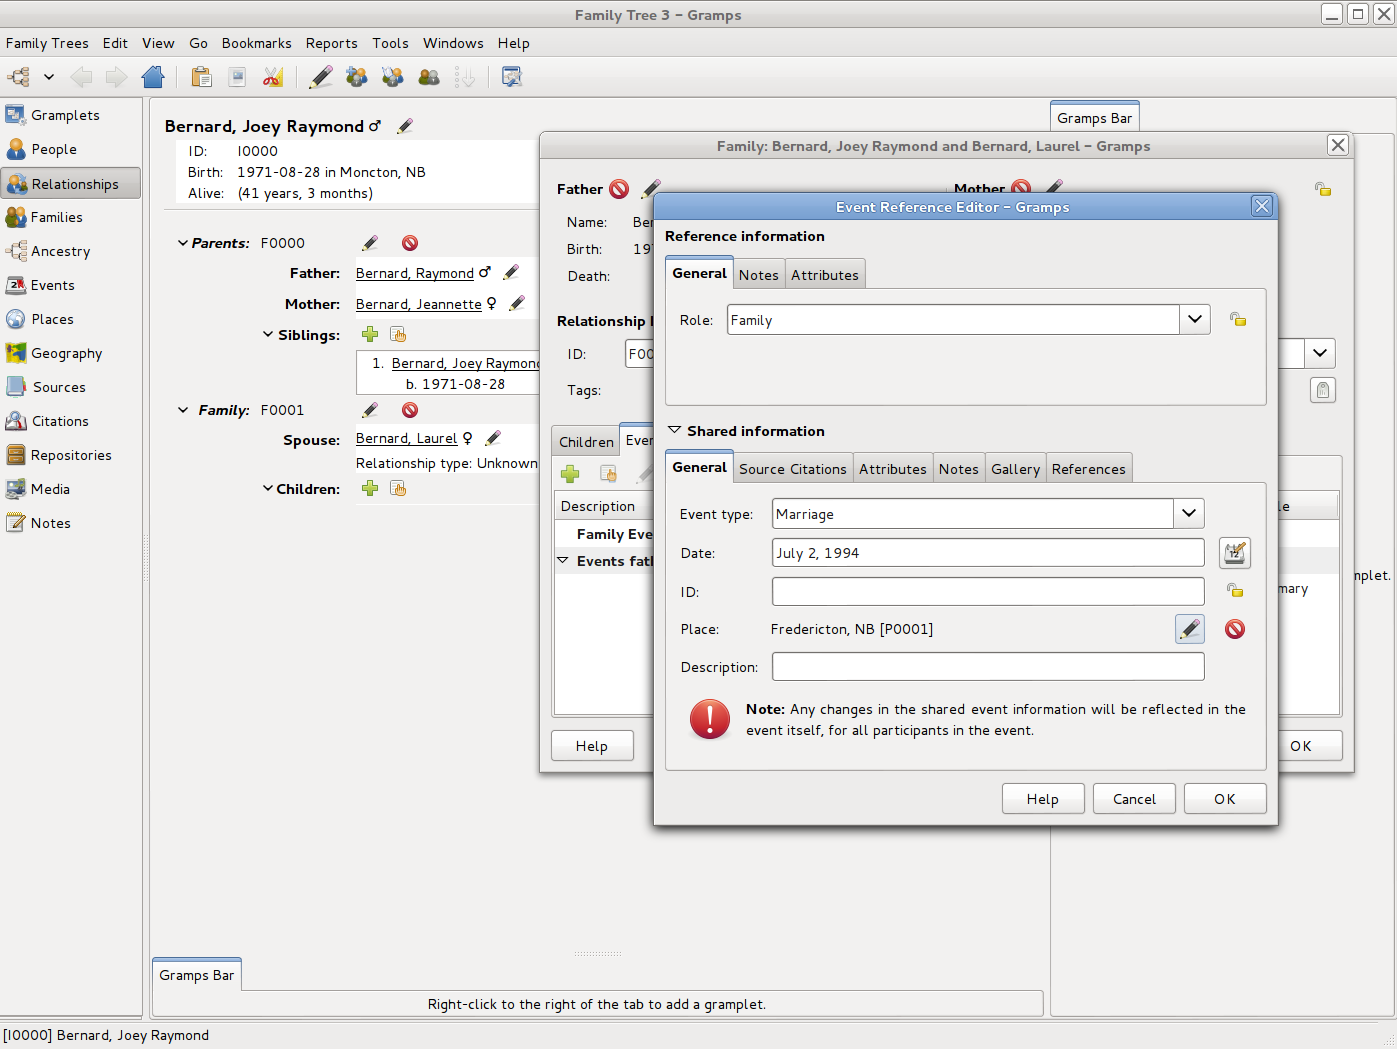 Family Tree 3 - Gramps
Family Trees Edit View Go Bookmarks Reports Tools Windows Help
Gramplets
People
Relationships
Families
Ancestry
Events
Places
Geography
Sources
Citations
Repositories
Media
Notes
Bernard, Joey Raymond ♂
ID: I0000
Birth: 1971-08-28 in Moncton, NB
Alive: (41 years, 3 months)
Parents: F0000
Father: Bernard, Raymond ♂
Mother: Bernard, Jeannette ♀
Siblings:
1. Bernard, Joey Raymond
b. 1971-08-28
Family: F0001
Spouse: Bernard, Laurel ♀
Relationship type: Unknown
Children:
Gramps Bar
Family: Bernard, Joey Raymond and Bernard, Laurel - Gramps
Father Mother
Name: Be
Birth: 19
Death:
Relationship I
ID: F00
Tags:
Children Eve
Description le
Family Eve
Events fat
mary
mplet.
Help OK
Event Reference Editor - Gramps
Reference information
General Notes Attributes
Role: Family
Shared information
General Source Citations Attributes Notes Gallery References
Event type: Marriage
Date: July 2, 1994
12
ID:
Place: Fredericton, NB [P0001]
Description:
Note: Any changes in the shared event information will be reflected in the
event itself, for all participants in the event.
Help Cancel OK
Gramps Bar
Right-click to the right of the tab to add a gramplet.
[I0000] Bernard, Joey Raymond